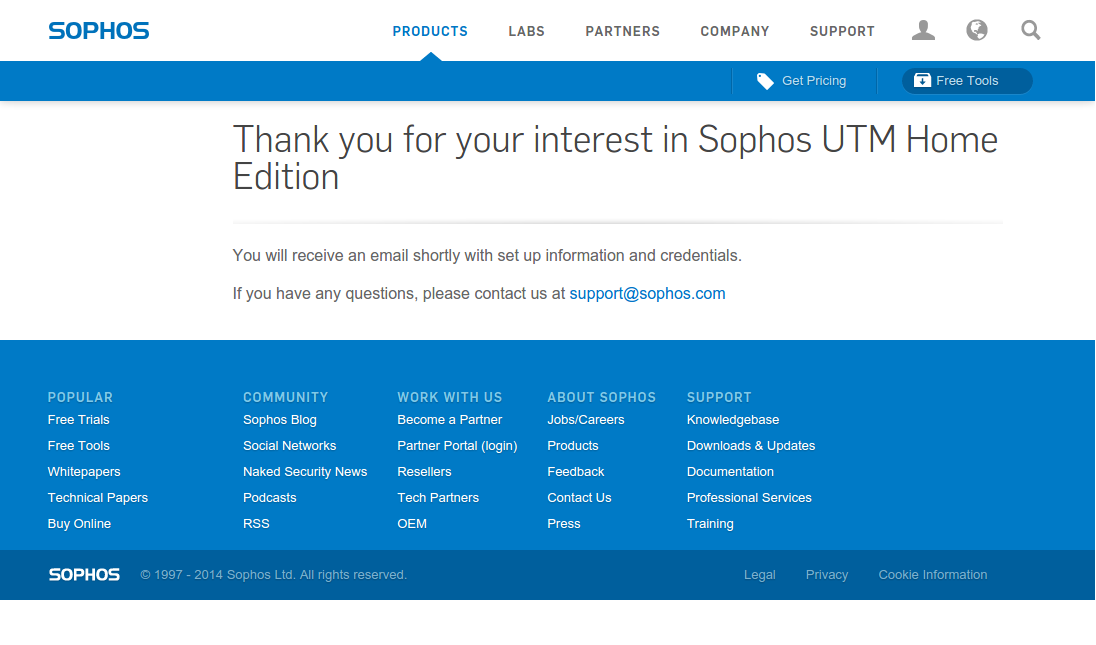 SOPHOS
PRODUCTS LABS PARTNERS COMPANY SUPPORT
Get Pricing Free Tools
Thank you for your interest in Sophos UTM Home
Edition
You will receive an email shortly with set up information and credentials.
If you have any questions, please contact us at support@sophos.com
POPULAR
Free Trials
Free Tools
Whitepapers
Technical Papers
Buy Online
COMMUNITY
Sophos Blog
Social Networks
Naked Security News
Podcasts
RSS
WORK WITH US
Become a Partner
Partner Portal (login)
Resellers
Tech Partners
OEM
ABOUT SOPHOS
Jobs/Careers
Products
Feedback
Contact Us
Press
SUPPORT
Knowledgebase
Downloads & Updates
Documentation
Professional Services
Training
SOPHOS © 1997 - 2014 Sophos Ltd. All rights reserved. Legal Privacy Cookie Information